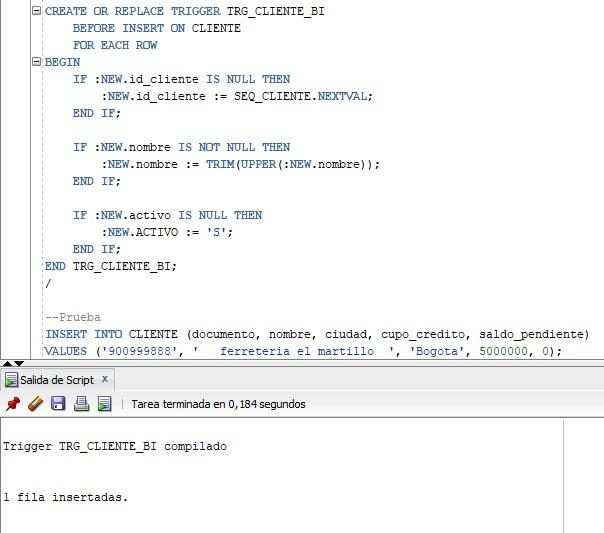 CREATE OR REPLACE TRIGGER TRG_CLIENTE_BI
BEFORE INSERT ON CLIENTE
FOR EACH ROW
BEGIN
IF :NEW.id_cliente IS NULL THEN
:NEW.id_cliente := SEQ_CLIENTE.NEXTVAL;
END IF;
IF :NEW.nombre IS NOT NULL THEN
:NEW.nombre := TRIM(UPPER(:NEW.nombre));
END IF;
IF :NEW.activo IS NULL THEN
:NEW.ACTIVO := 'S';
END IF;
END TRG_CLIENTE_BI;
/
--Prueba
INSERT INTO CLIENTE (documento, nombre, ciudad, cupo_credito, saldo_pendiente)
VALUES ('900999888', '   ferreteria el martillo  ', 'Bogota', 5000000, 0);
Salida de Script x
Tarea terminada en 0,184 segundos
Trigger TRG_CLIENTE_BI compilado
1 fila insertadas.